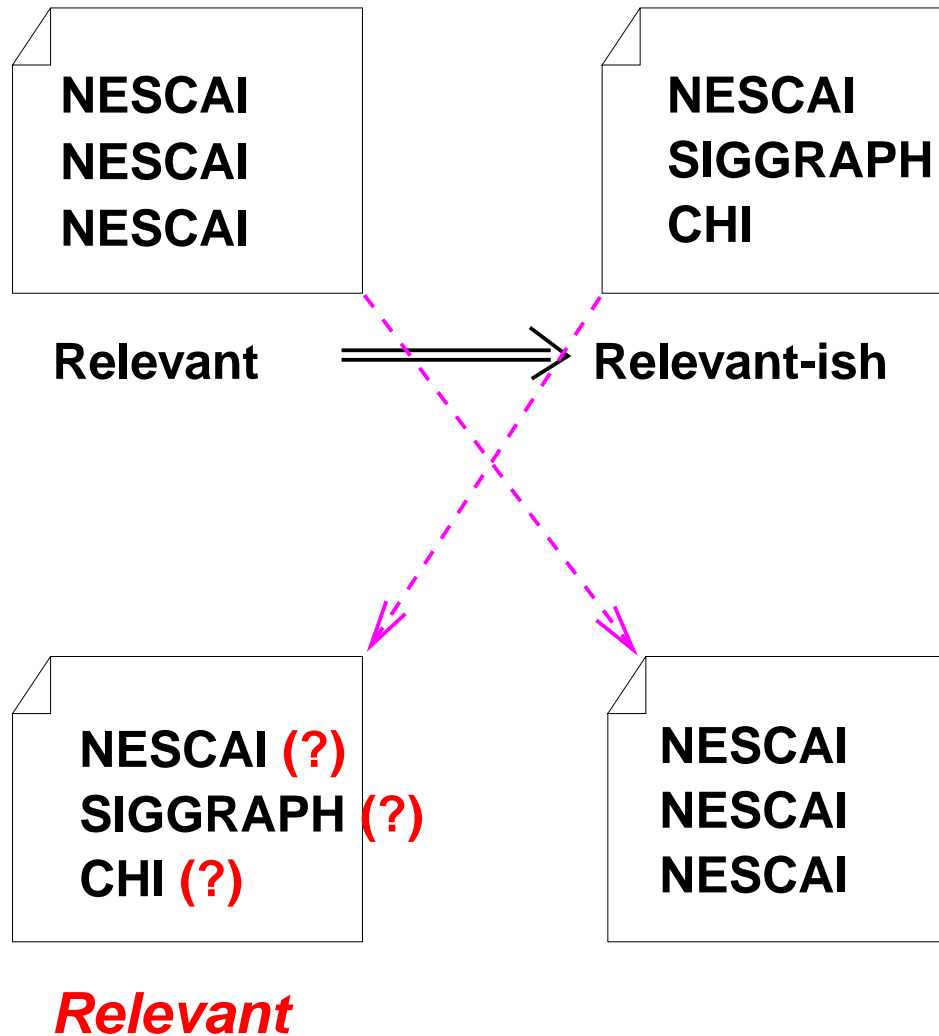 NESCAI
NESCAI
NESCAI
NESCAI
SIGGRAPH
CHI
Relevant
Relevant-ish
NESCAI (?)
SIGGRAPH (?)
CHI (?)
NESCAI
NESCAI
NESCAI
Relevant